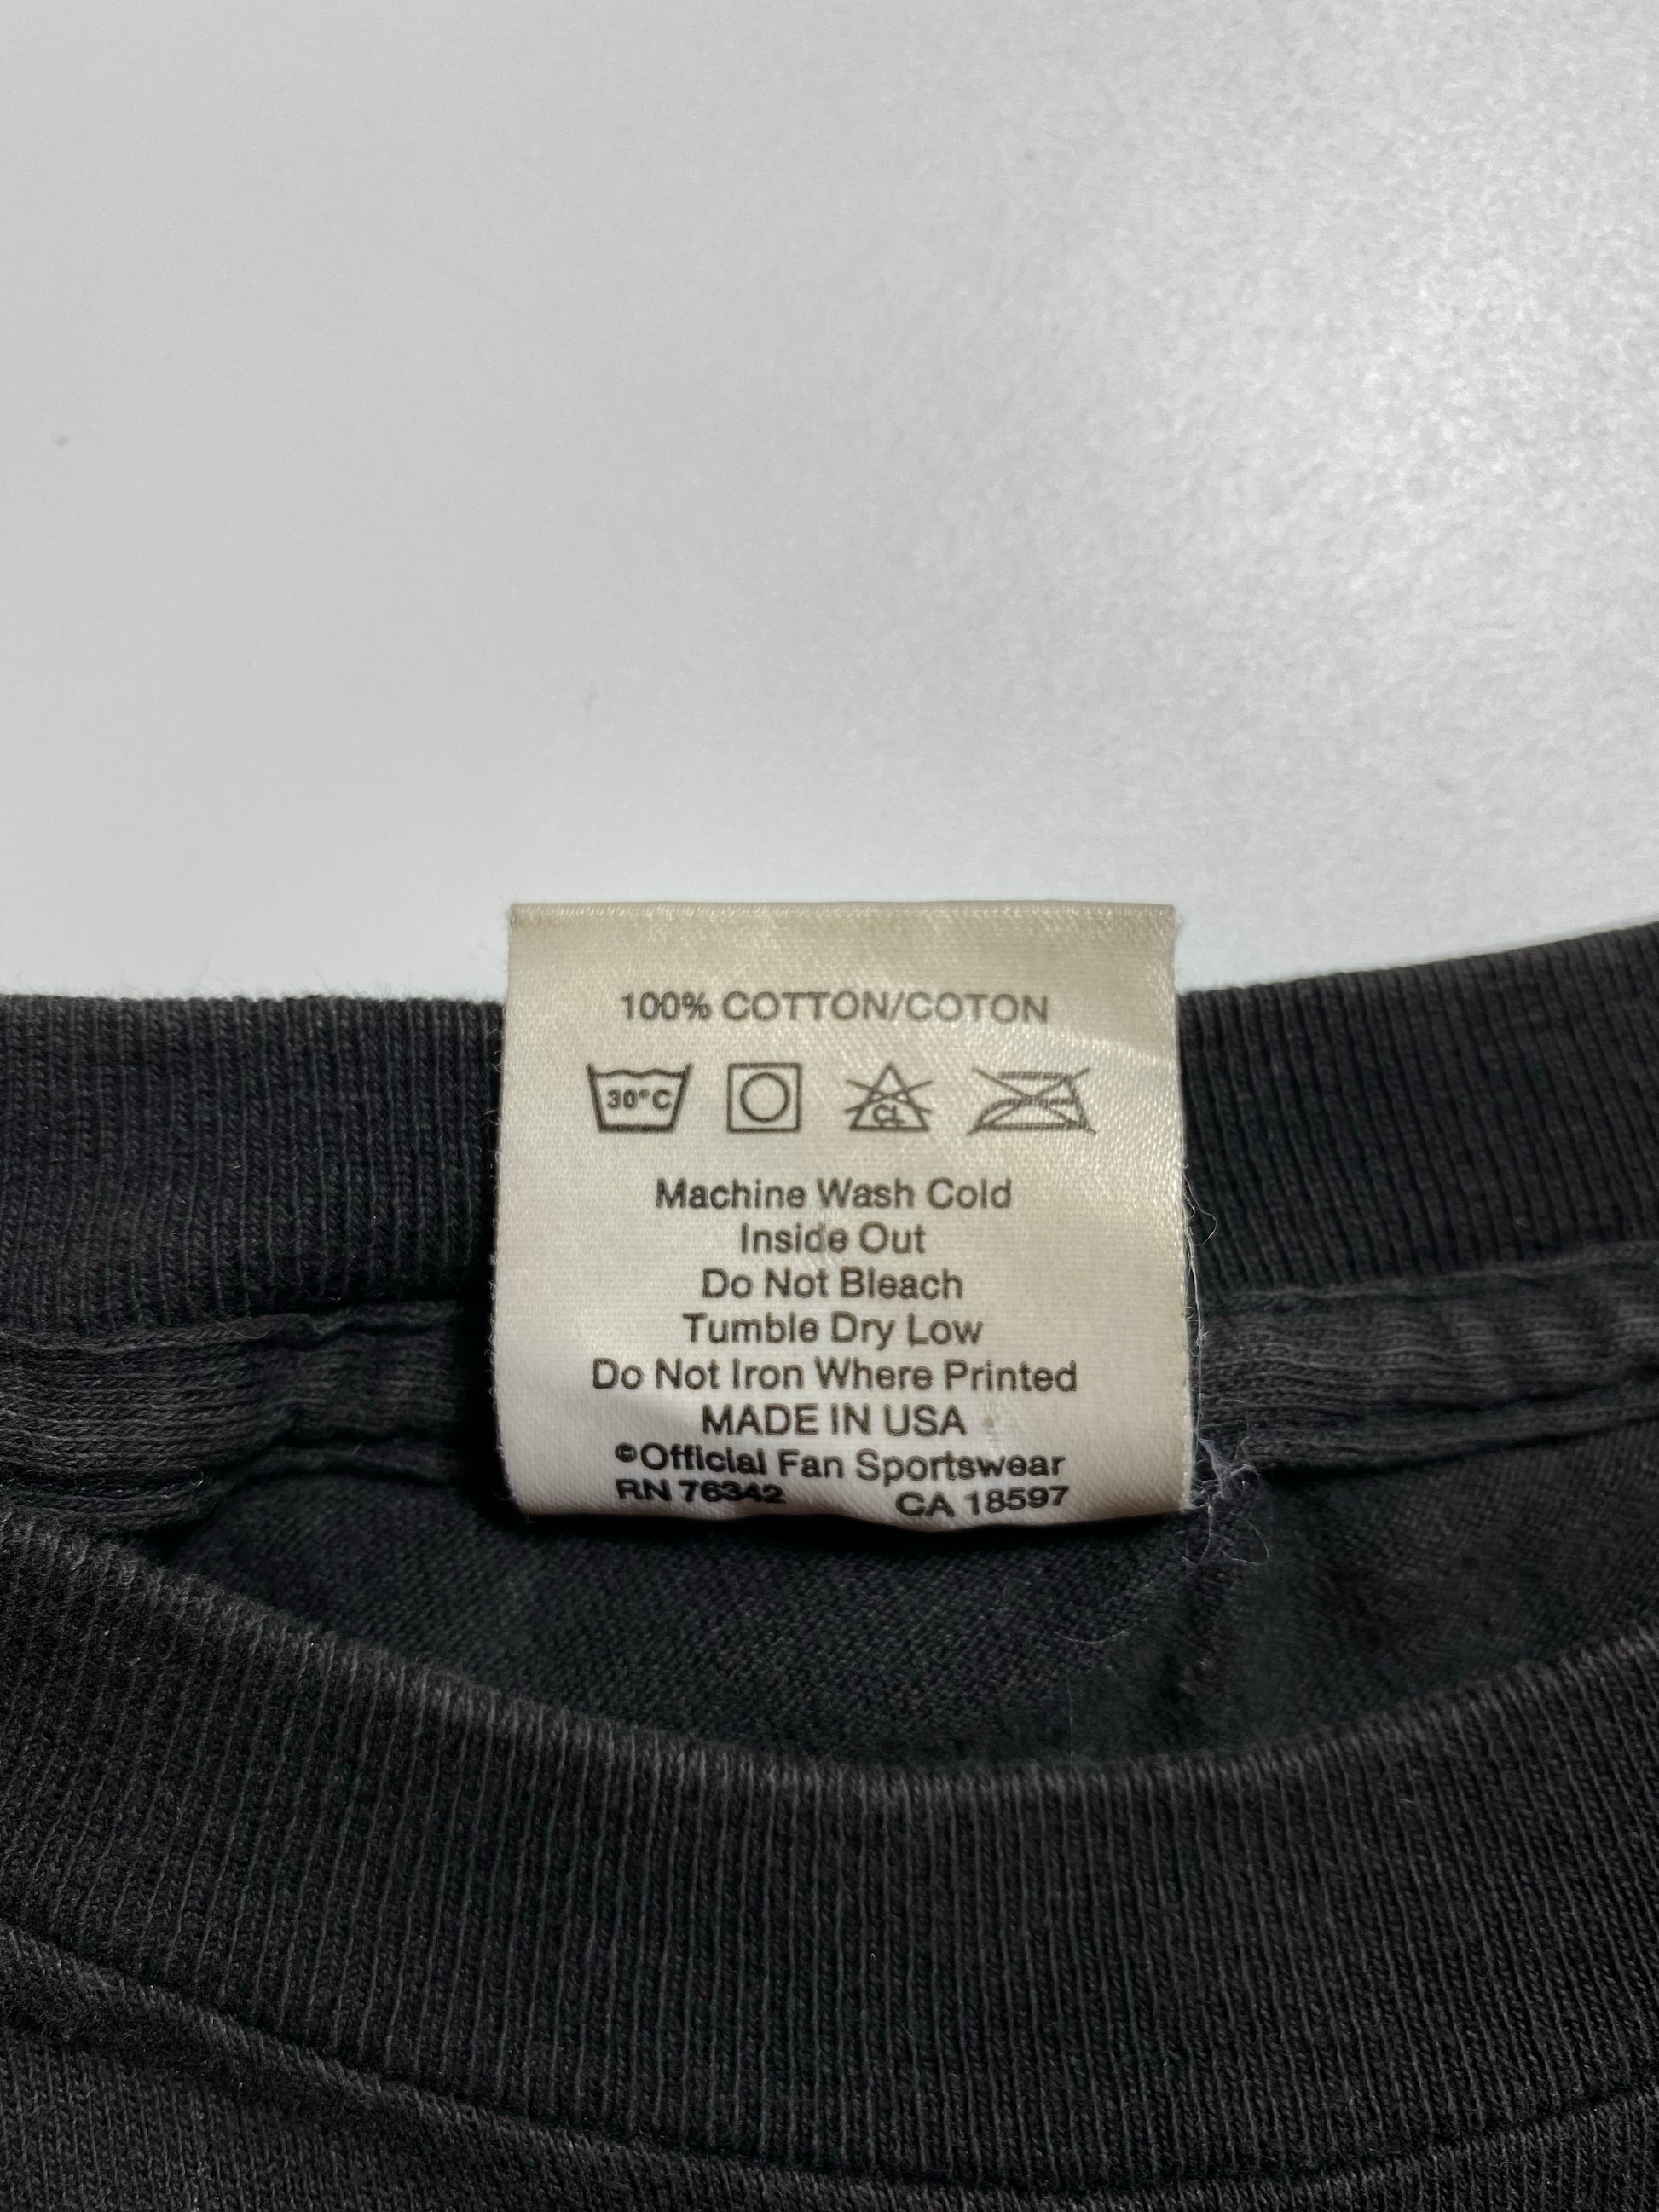 100% COTTON/COTON
30°C CL
Machine Wash Cold
Inside Out
Do Not Bleach
Tumble Dry Low
Do Not Iron Where Printed
MADE IN USA
©Official Fan Sportswear
RN 76342 CA 18597